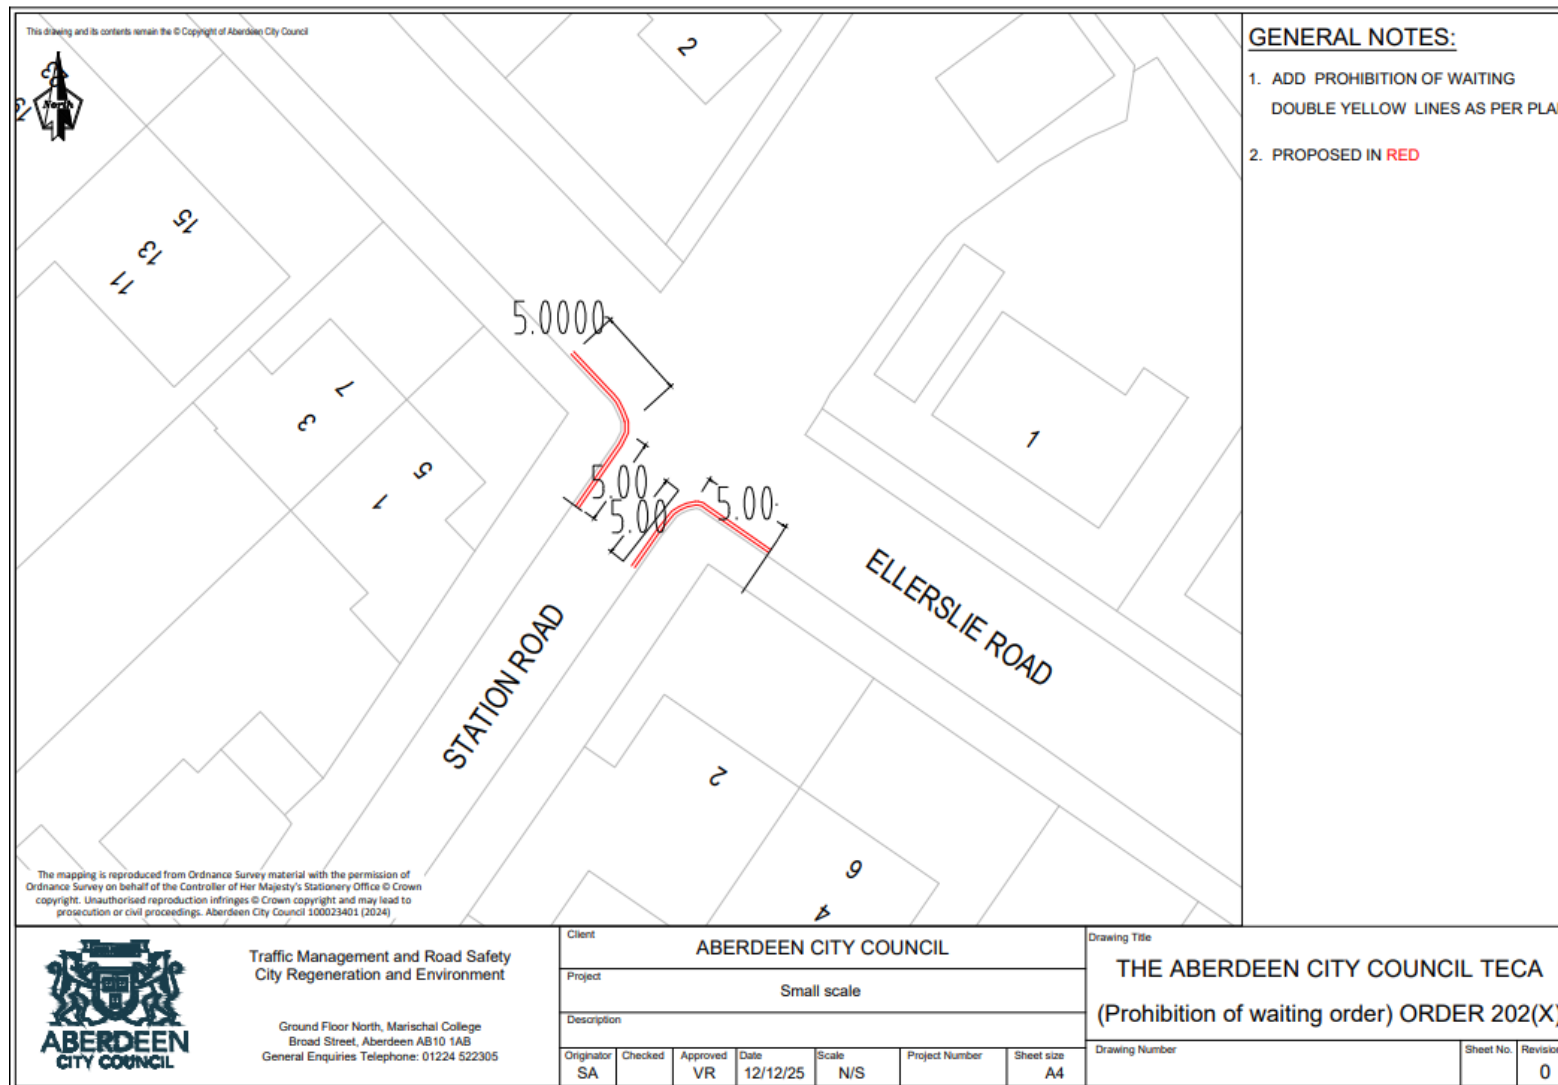 This drawing and its contents remain the © Copyright of Aberdeen City Council
North
2
15
13
11
7
3
5
1
1
5.0000
5.00
5.00
5.00
ELLERSLIE ROAD
STATION ROAD
2
6
4
The mapping is reproduced from Ordnance Survey material with the permission of
Ordnance Survey on behalf of the Controller of Her Majesty's Stationery Office © Crown
copyright. Unauthorised reproduction infringes © Crown copyright and may lead to
prosecution or civil proceedings. Aberdeen City Council 100023401 (2024)
GENERAL NOTES:
1. ADD PROHIBITION OF WAITING
DOUBLE YELLOW LINES AS PER
2. PROPOSED IN RED
ABERDEEN
CITY COUNCIL
Traffic Management and Road Safety
City Regeneration and Environment
Ground Floor North, Marischal College
Broad Street, Aberdeen AB10 1AB
General Enquiries Telephone: 01224 522305
Client
ABERDEEN CITY COUNCIL
Project
Small scale
Description
Originator Checked Approved Date Scale Project Number Sheet size
SA VR 12/12/25 N/S A4
Drawing Title
THE ABERDEEN CITY COUNCIL TECA
(Prohibition of waiting order) ORDER 202(X)
Drawing Number Sheet No. Revision
0